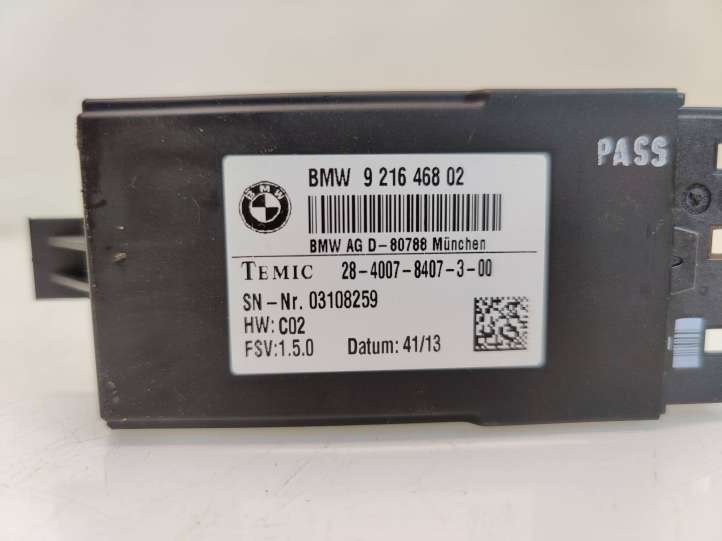 PASS
BMW 9 216 468 02
BMW
BMW AG D-80788 München
TEMIC 28-4007-8407-3-00
SN-Nr. 03108259
HW: C02
FSV:1.5.0 Datum: 41/13